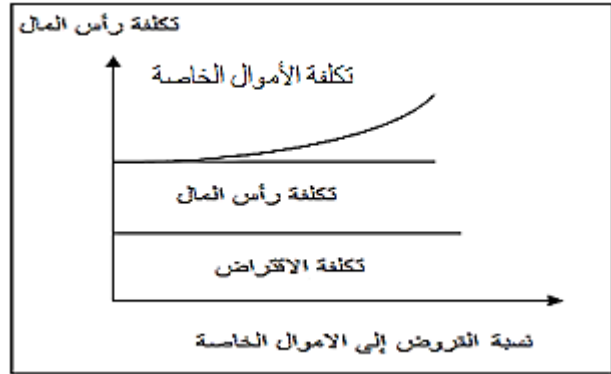 تكلفة رأس المال
تكلفة الأموال الخاصة
تكلفة رأس المال
تكلفة الاقتراض
نسبة القروض إلى الاموال الخاصة